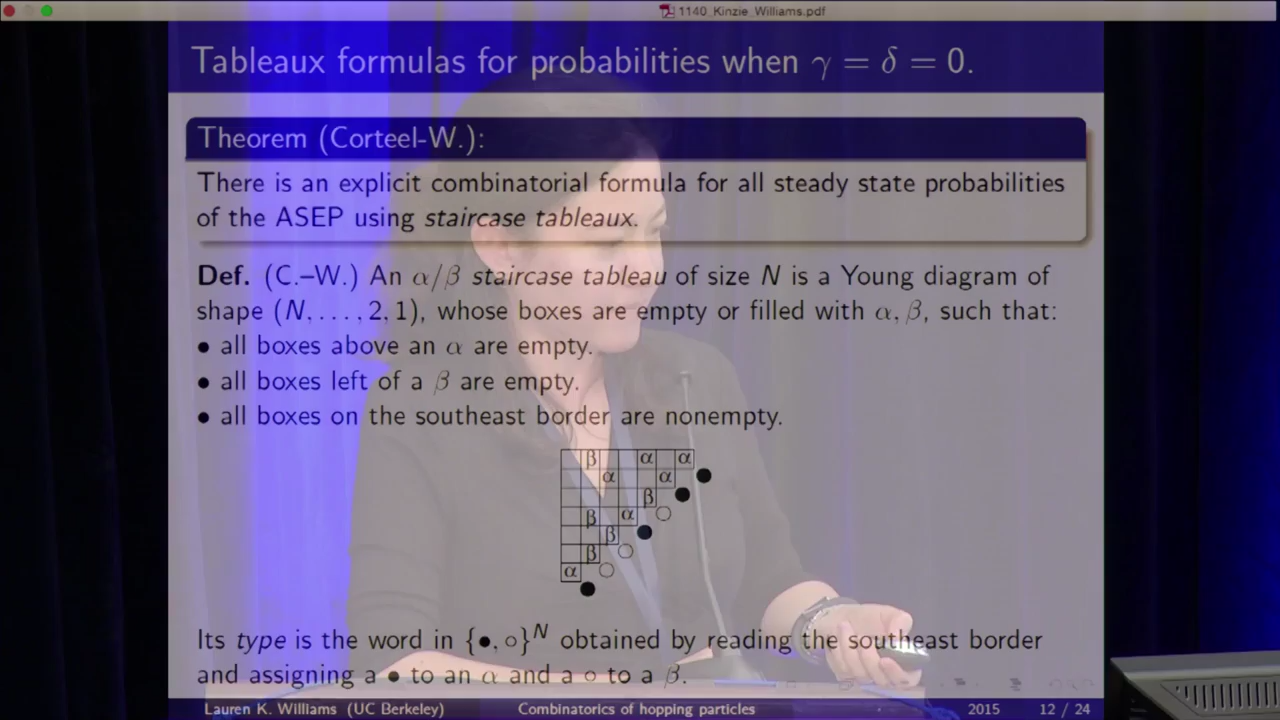 1140_Kinzie_Williams.pdf
Tableaux formulas for probabilities when γ = δ = 0.
Theorem (Corteel-W.):
There is an explicit combinatorial formula for all steady state probabilities
of the ASEP using staircase tableaux.
Def. (C.–W.) An α/β staircase tableau of size N is a Young diagram of
shape (N, . . . , 2, 1), whose boxes are empty or filled with α, β, such that:
• all boxes above an α are empty.
• all boxes left of a β are empty.
• all boxes on the southeast border are nonempty.
β α α
α α
β
β α
β
β
α
Its type is the word in {●, ○}^N obtained by reading the southeast border
and assigning a ● to an α and a ○ to a β.
Lauren K. Williams (UC Berkeley) Combinatorics of hopping particles 2015 12 / 24